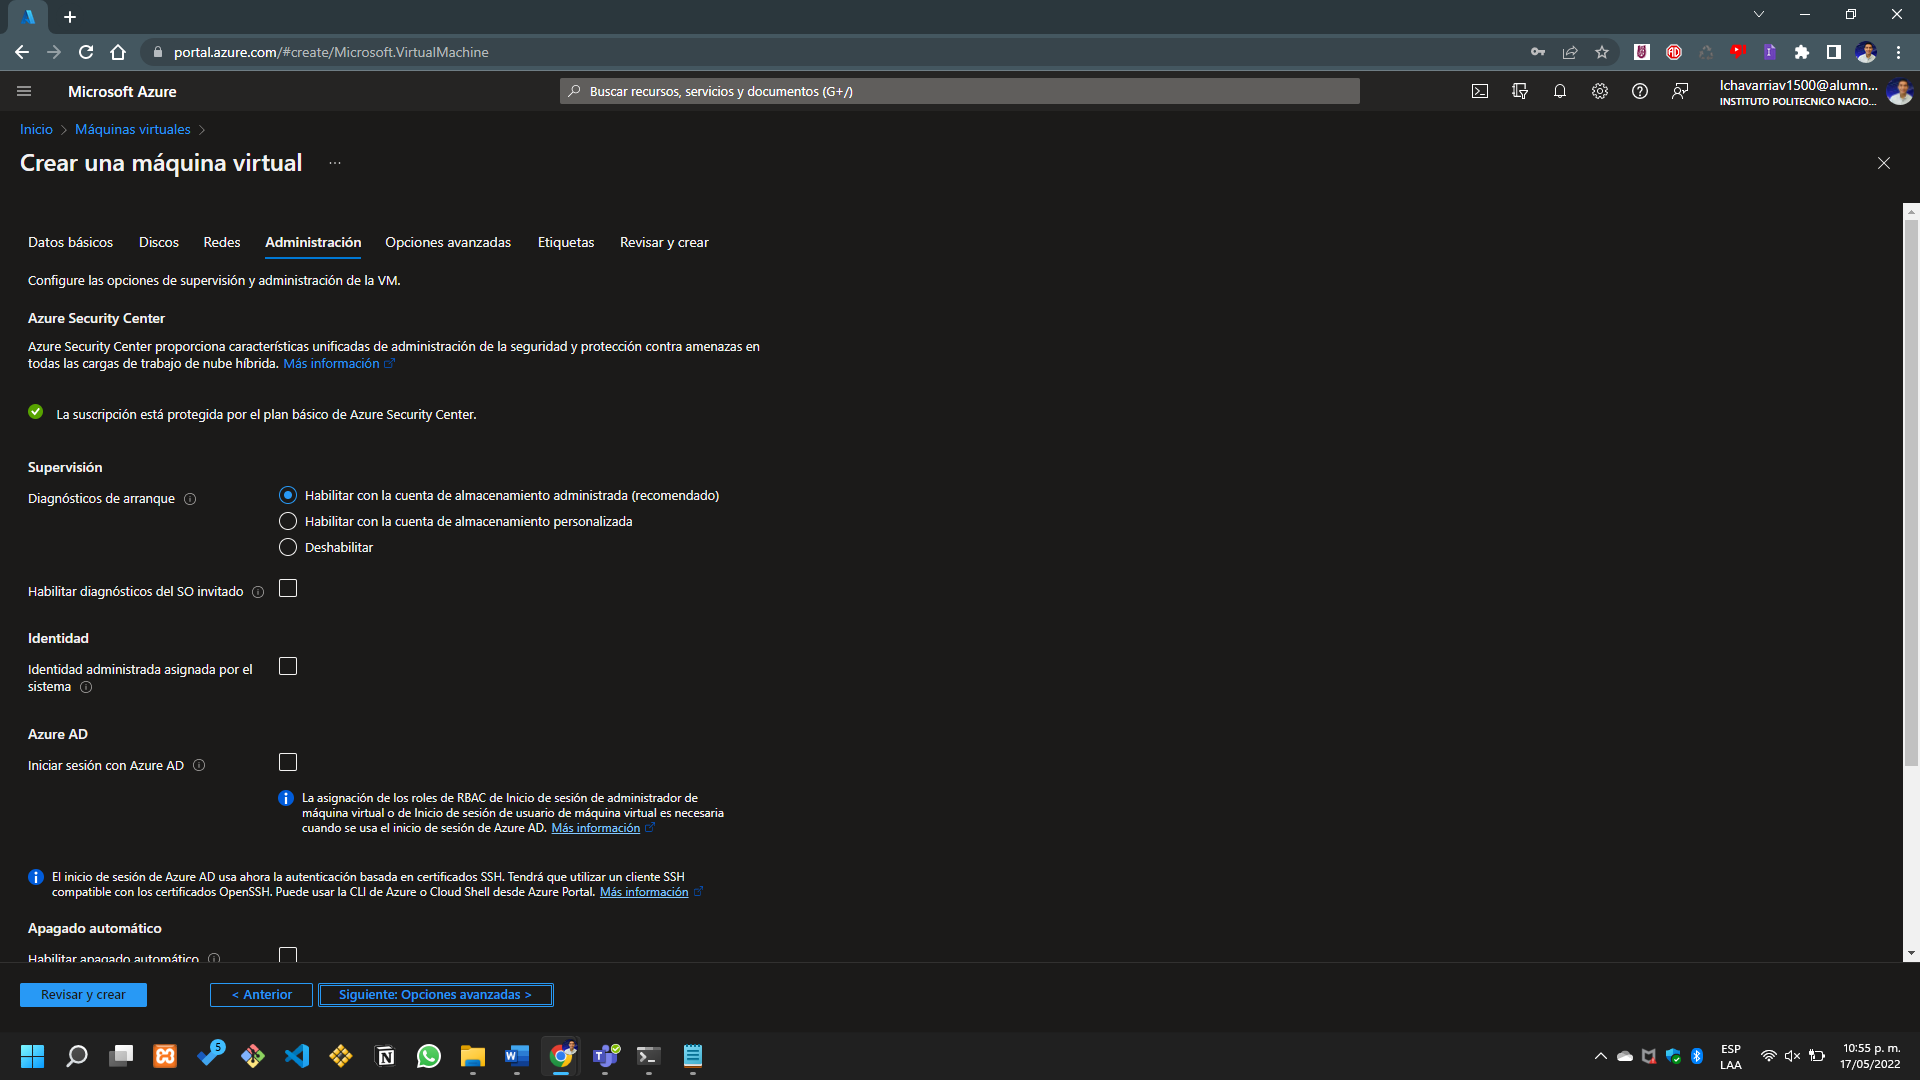 portal.azure.com/#create/Microsoft.VirtualMachine
Microsoft Azure
Buscar recursos, servicios y documentos (G+/)
lchavarriav1500@alumn...
INSTITUTO POLITECNICO NACIO...
Inicio > Máquinas virtuales >
Crear una máquina virtual ...
Datos básicos Discos Redes Administración Opciones avanzadas Etiquetas Revisar y crear
Configure las opciones de supervisión y administración de la VM.
Azure Security Center
Azure Security Center proporciona características unificadas de administración de la seguridad y protección contra amenazas en
todas las cargas de trabajo de nube híbrida. Más información
La suscripción está protegida por el plan básico de Azure Security Center.
Supervisión
Diagnósticos de arranque
Habilitar con la cuenta de almacenamiento administrada (recomendado)
Habilitar con la cuenta de almacenamiento personalizada
Deshabilitar
Habilitar diagnósticos del SO invitado
Identidad
Identidad administrada asignada por el
sistema
Azure AD
Iniciar sesión con Azure AD
La asignación de los roles de RBAC de Inicio de sesión de administrador de
máquina virtual o de Inicio de sesión de usuario de máquina virtual es necesaria
cuando se usa el inicio de sesión de Azure AD. Más información
El inicio de sesión de Azure AD usa ahora la autenticación basada en certificados SSH. Tendrá que utilizar un cliente SSH
compatible con los certificados OpenSSH. Puede usar la CLI de Azure o Cloud Shell desde Azure Portal. Más información
Apagado automático
Habilitar apagado automático
Revisar y crear
< Anterior
Siguiente: Opciones avanzadas >
5
ESP
LAA
10:55 p. m.
17/05/2022